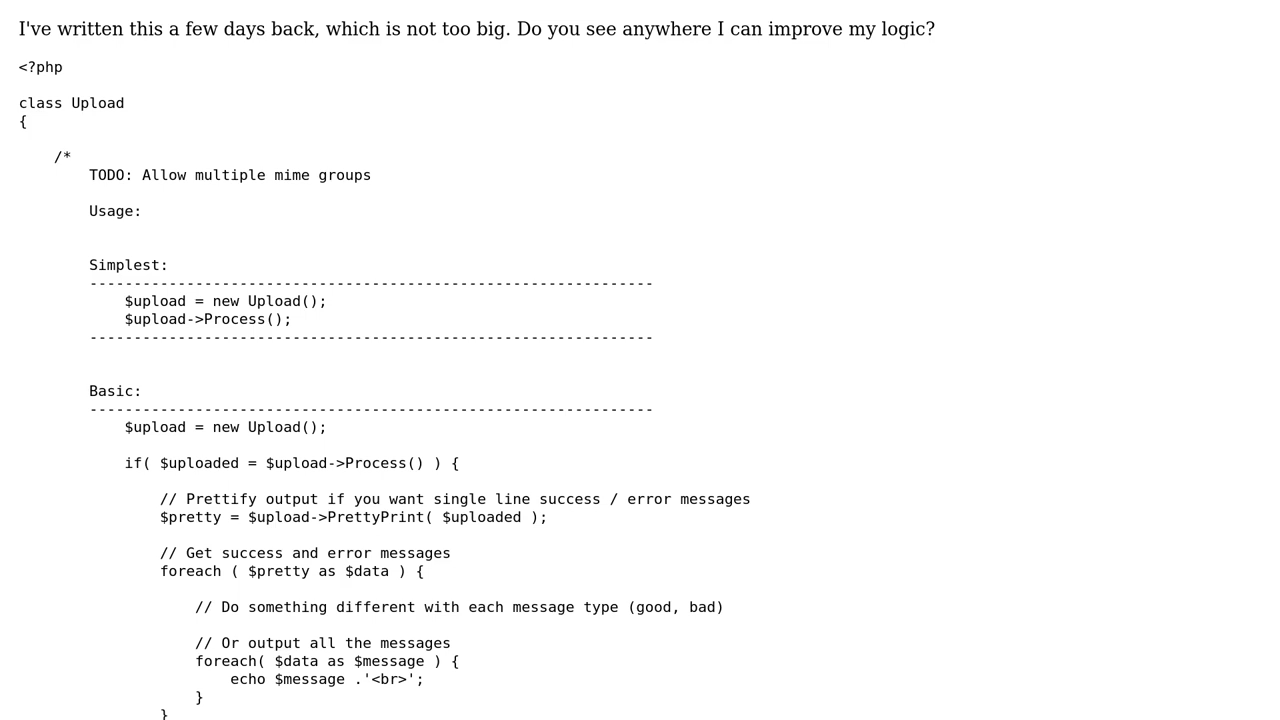 I've written this a few days back, which is not too big. Do you see anywhere I can improve my logic?
<?php
class Upload
{
/*
TODO: Allow multiple mime groups
Usage:
Simplest:
----------------------------------------------------------------
$upload = new Upload();
$upload->Process();
----------------------------------------------------------------
Basic:
----------------------------------------------------------------
$upload = new Upload();
if( $uploaded = $upload->Process() ) {
// Prettify output if you want single line success / error messages
$pretty = $upload->PrettyPrint( $uploaded );
// Get success and error messages
foreach ( $pretty as $data ) {
// Do something different with each message type (good, bad)
// Or output all the messages
foreach( $data as $message ) {
echo $message .'<br>';
}
}